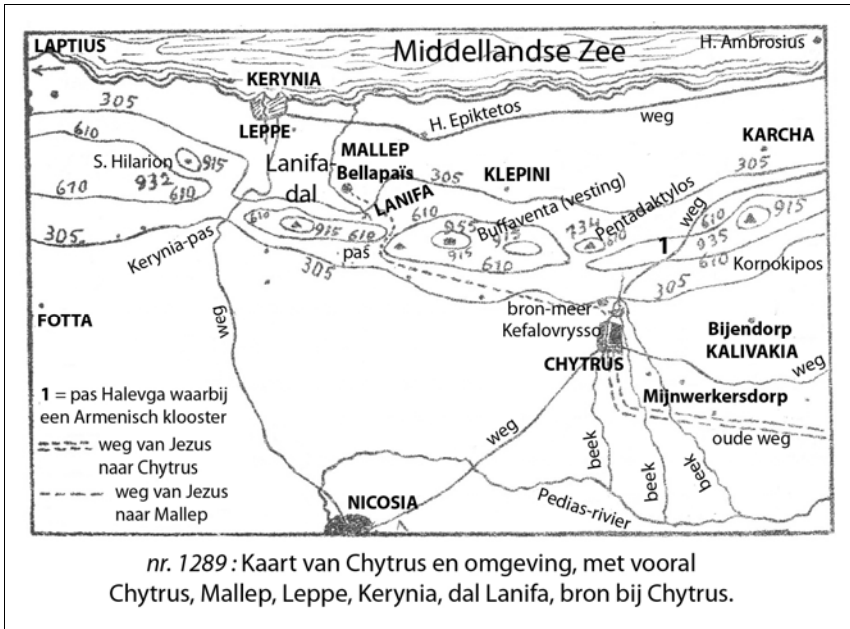 Middellandse Zee
H. Ambrosius
LAPTIUS
KERYNIA
305
LEPPE
H. Epiktetos
weg
610
S. Hilarion
915
932
610
610
305
Lanifa-
dal
MALLEP
Bellapaïs
LANIFA
305
KLEPINI
KARCHA
305
Kerynia-pas
610
915
610
pas
305
610
Buffaventa (vesting)
955
915
915
610
Pentadaktylos
734
610
weg
1
610
915
935
610
Kornokipos
305
FOTTA
weg
bron-meer
Kefalovrysso
CHYTRUS
Bijendorp
KALIVAKIA
weg
Mijnwerkersdorp
oude weg
1 = pas Halevga waarbij
een Armenisch klooster
weg van Jezus
naar Chytrus
weg van Jezus
naar Mallep
weg
beek
beek
beek
NICOSIA
Pedias-rivier
nr. 1289 : Kaart van Chytrus en omgeving, met vooral
Chytrus, Mallep, Leppe, Kerynia, dal Lanifa, bron bij Chytrus.